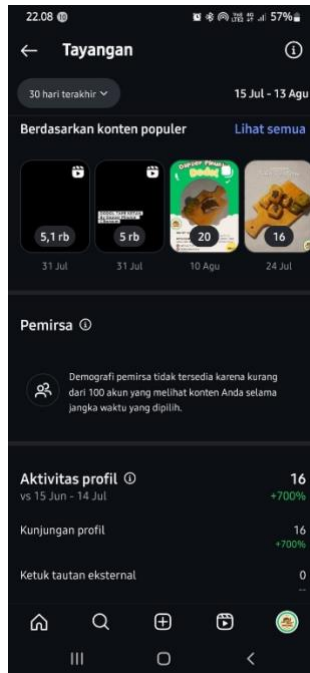 22.08
57%
Tayangan
30 hari terakhir
15 Jul - 13 Agu
Berdasarkan konten populer
Lihat semua
5,1 rb
5 rb
20
16
31 Jul
31 Jul
10 Agu
24 Jul
Pemirsa
Demografi pemirsa tidak tersedia karena kurang
dari 100 akun yang melihat konten Anda selama
jangka waktu yang dipilih.
Aktivitas profil
16
vs 15 Jun - 14 Jul
+700%
Kunjungan profil
16
+700%
Ketuk tautan eksternal
0
--